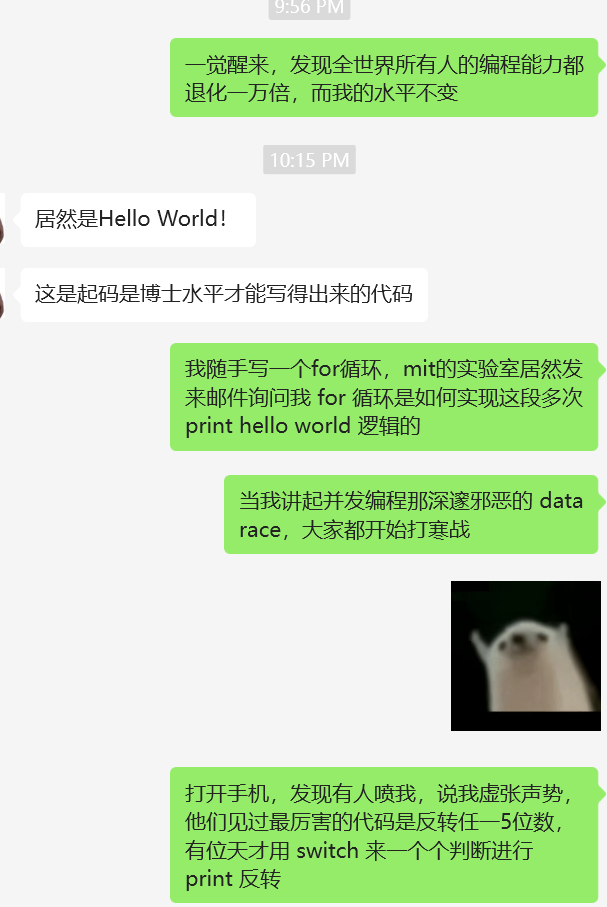 9:56 PM
一觉醒来，发现全世界所有人的编程能力都
退化一万倍，而我的水平不变
10:15 PM
居然是Hello World！
这是起码是博士水平才能写得出来的代码
我随手写一个for循环，mit的实验室居然发
来邮件询问我 for 循环是如何实现这段多次
print hello world 逻辑的
当我讲起并发编程那深邃邪恶的 data
race，大家都开始打寒战
打开手机，发现有人喷我，说我虚张声势，
他们见过最厉害的代码是反转任一5位数，
有位天才用 switch 来一个个判断进行
print 反转